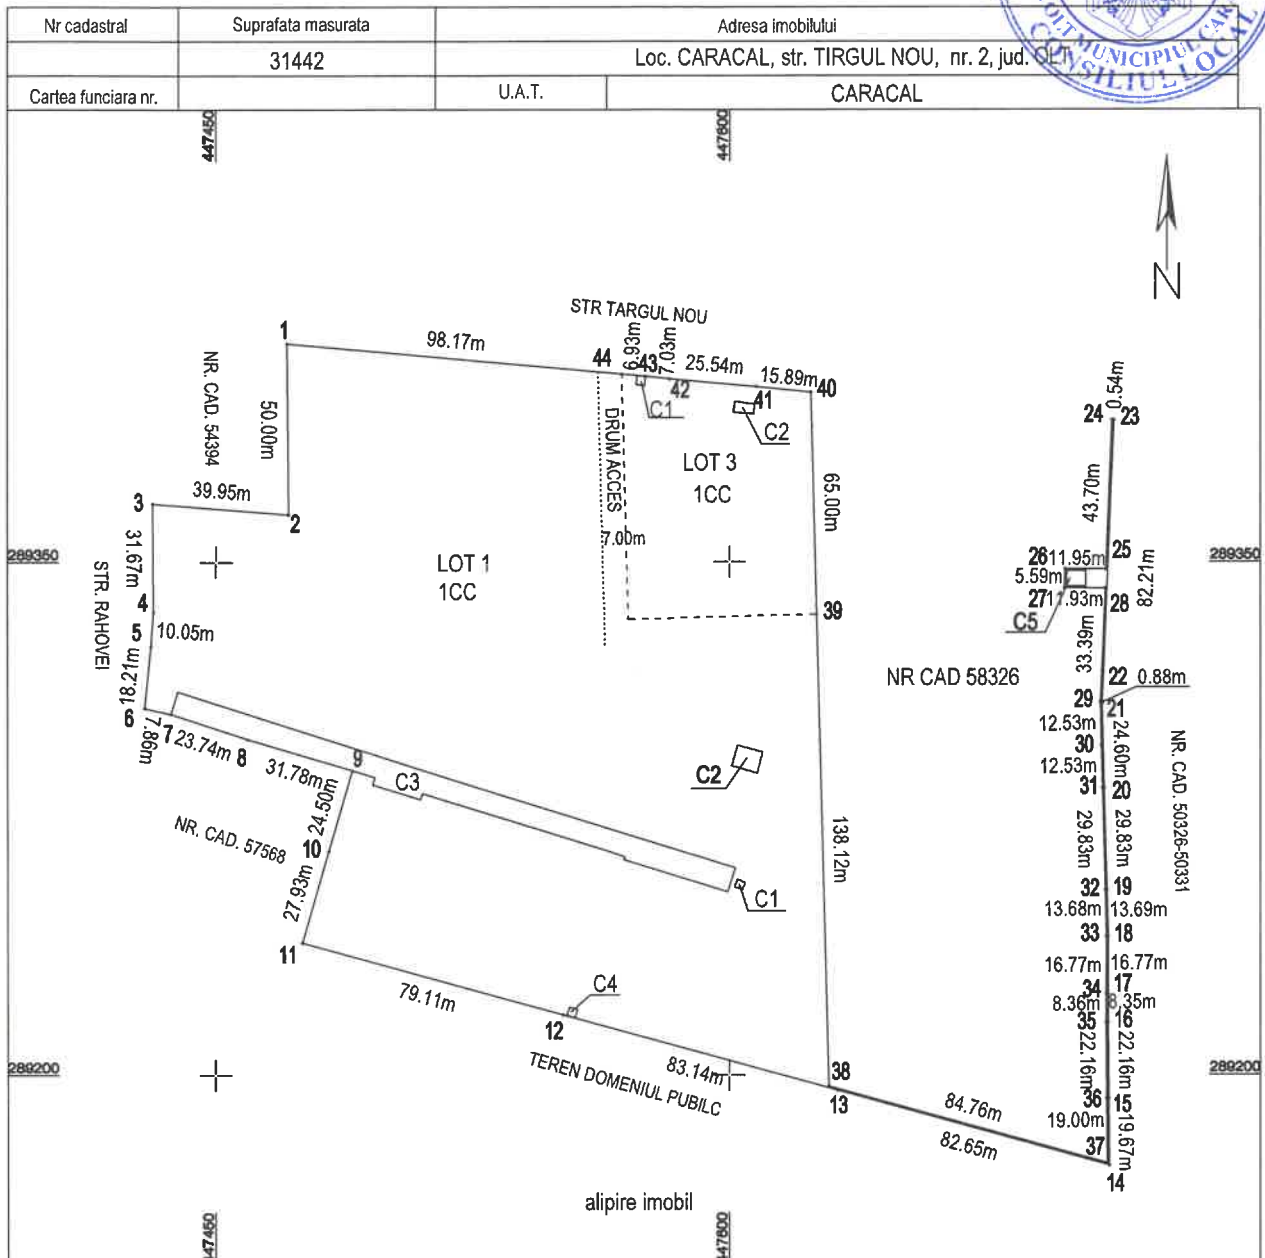 Nr cadastral Suprafata masurata Adresa imobilului
31442 Loc. CARACAL, str. TIRGUL NOU, nr. 2, jud. OLT
Cartea funciara nr. U.A.T. CARACAL
MUNICIPIUL CAR
CONSILIUL LOCAL
447450 447600
N
STR TARGUL NOU
1 98.17m 44 6.93m 43 7.03m 42 25.54m 41 15.89m 40
C1 C2
NR. CAD. 54394
50.00m
DRUM ACCES
7.00m
LOT 3
1CC
65.00m
0.54m
24 23
43.70m
3 39.95m 2
31.67m
289350 289350
LOT 1
1CC
STR. RAHOVEI
4
5 10.05m
18.21m
39
26 11.95m 25
5.59m
27 11.93m 28
82.21m
C5
33.39m
NR CAD 58326
22 0.88m
29 21
6 7.86m 7 23.74m 8 31.78m 9
C3
C2
12.53m 24.60m
30
12.53m
31 20
NR. CAD. 50326-50331
24.50m
10
NR. CAD. 57568
27.93m
138.12m
29.83m 29.83m
C1
32 19
13.68m 13.69m
33 18
11
79.11m
C4
12
16.77m 16.77m
34 17
8.36m 8.35m
35 16
22.16m 22.16m
289200 289200
TEREN DOMENIUL PUBILC
83.14m
38
13
84.76m
82.65m
36 15
19.00m 19.67m
37
14
alipire imobil
447600